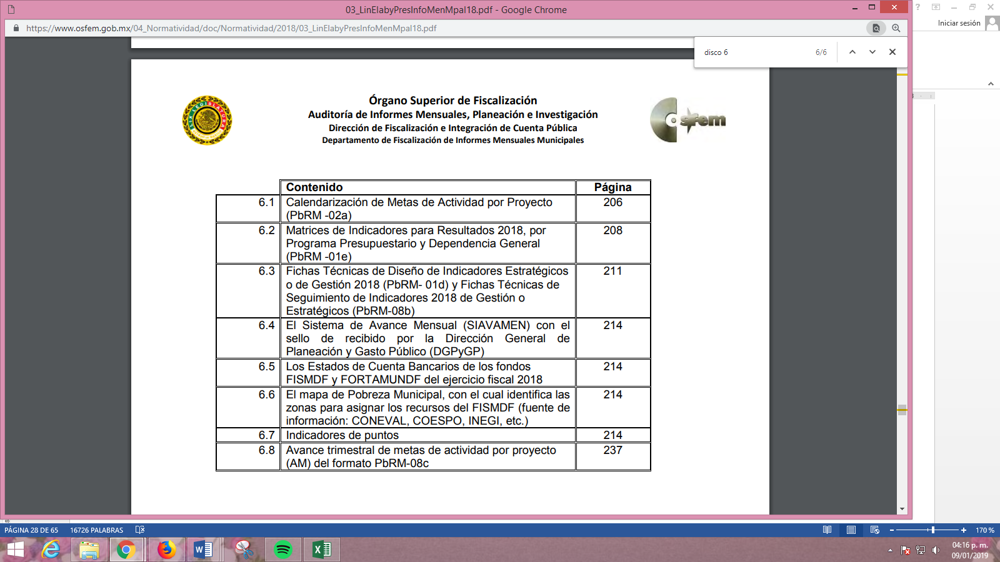 03_LinElabyPresInfoMenMpal18.pdf - Google Chrome
https://www.osfem.gob.mx/04_Normatividad/doc/Normatividad/2018/03_LinElabyPresInfoMenMpal18.pdf
Iniciar sesión
disco 6
6/6
Órgano Superior de Fiscalización
Auditoría de Informes Mensuales, Planeación e Investigación
Dirección de Fiscalización e Integración de Cuenta Pública
Departamento de Fiscalización de Informes Mensuales Municipales
LIX LEGISLATURA
osfem
Contenido Página
6.1 Calendarización de Metas de Actividad por Proyecto 206
(PbRM -02a)
6.2 Matrices de Indicadores para Resultados 2018, por 208
Programa Presupuestario y Dependencia General
(PbRM -01e)
6.3 Fichas Técnicas de Diseño de Indicadores Estratégicos 211
o de Gestión 2018 (PbRM- 01d) y Fichas Técnicas de
Seguimiento de Indicadores 2018 de Gestión o
Estratégicos (PbRM-08b)
6.4 El Sistema de Avance Mensual (SIAVAMEN) con el 214
sello de recibido por la Dirección General de
Planeación y Gasto Público (DGPyGP)
6.5 Los Estados de Cuenta Bancarios de los fondos 214
FISMDF y FORTAMUNDF del ejercicio fiscal 2018
6.6 El mapa de Pobreza Municipal, con el cual identifica las 214
zonas para asignar los recursos del FISMDF (fuente de
información: CONEVAL, COESPO, INEGI, etc.)
6.7 Indicadores de puntos 214
6.8 Avance trimestral de metas de actividad por proyecto 237
(AM) del formato PbRM-08c
PÁGINA 28 DE 65 16726 PALABRAS 170 %
04:16 p. m.
09/01/2019